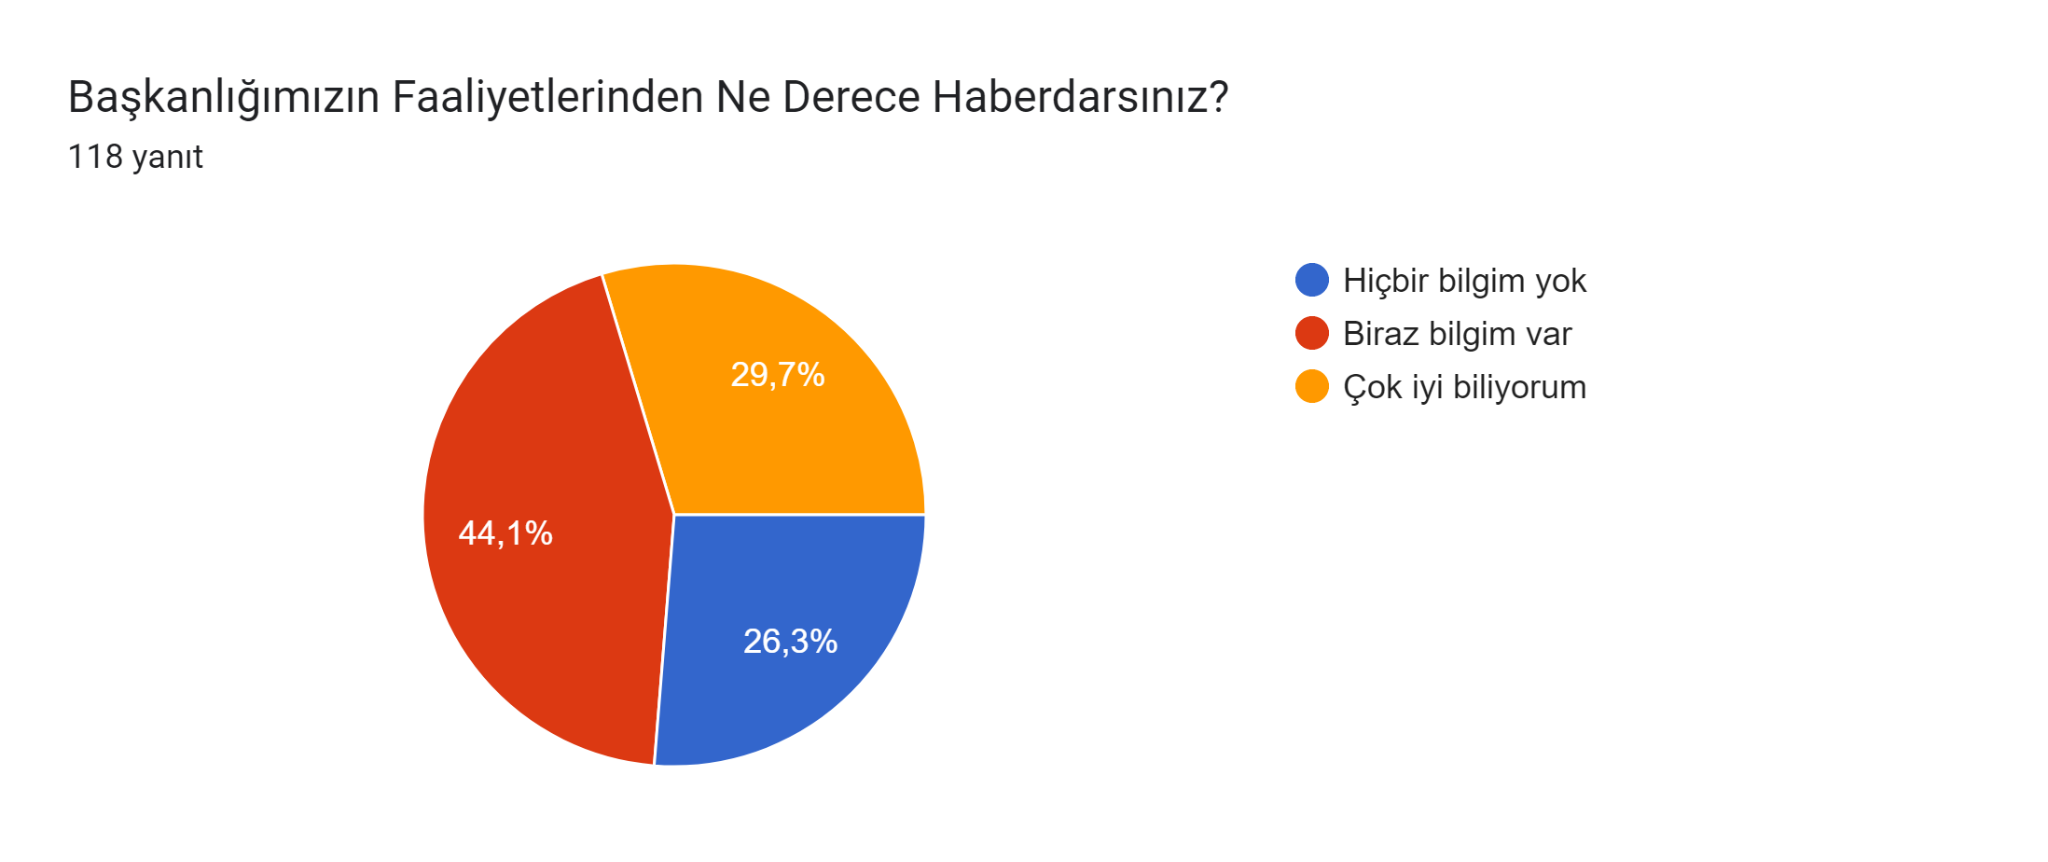 Başkanlığımızın Faaliyetlerinden Ne Derece Haberdarsınız?
118 yanıt
Hiçbir bilgim yok
Biraz bilgim var
Çok iyi biliyorum
29,7%
44,1%
26,3%